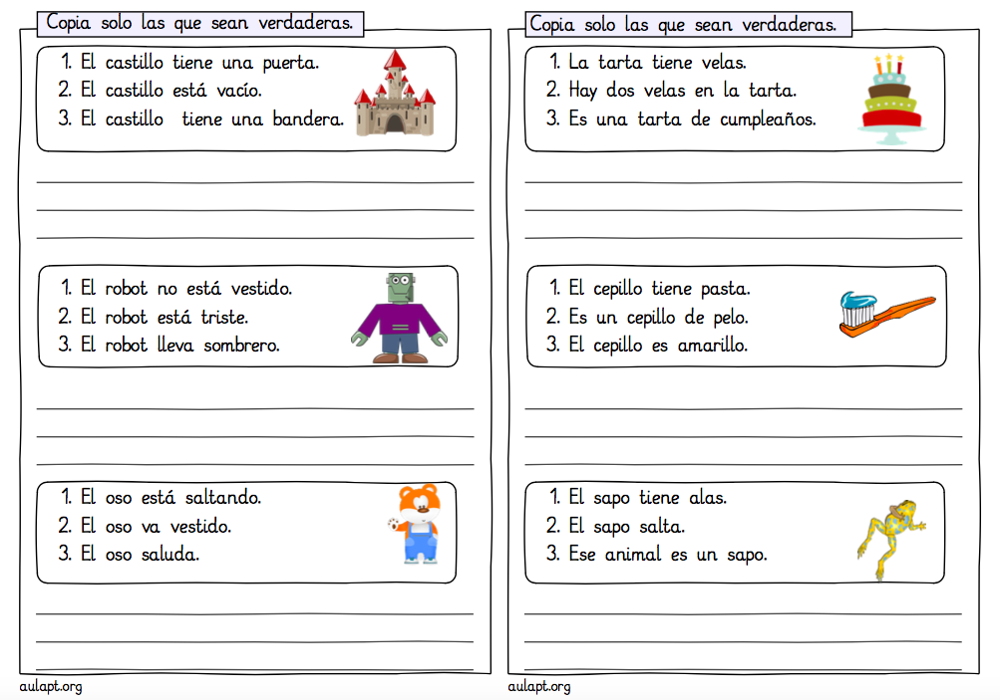 Copia solo las que sean verdaderas.
1. El castillo tiene una puerta.
2. El castillo está vacío.
3. El castillo tiene una bandera.
1. El robot no está vestido.
2. El robot está triste.
3. El robot lleva sombrero.
1. El oso está saltando.
2. El oso va vestido.
3. El oso saluda.
aulapt.org
Copia solo las que sean verdaderas.
1. La tarta tiene velas.
2. Hay dos velas en la tarta.
3. Es una tarta de cumpleaños.
1. El cepillo tiene pasta.
2. Es un cepillo de pelo.
3. El cepillo es amarillo.
1. El sapo tiene alas.
2. El sapo salta.
3. Ese animal es un sapo.
aulapt.org